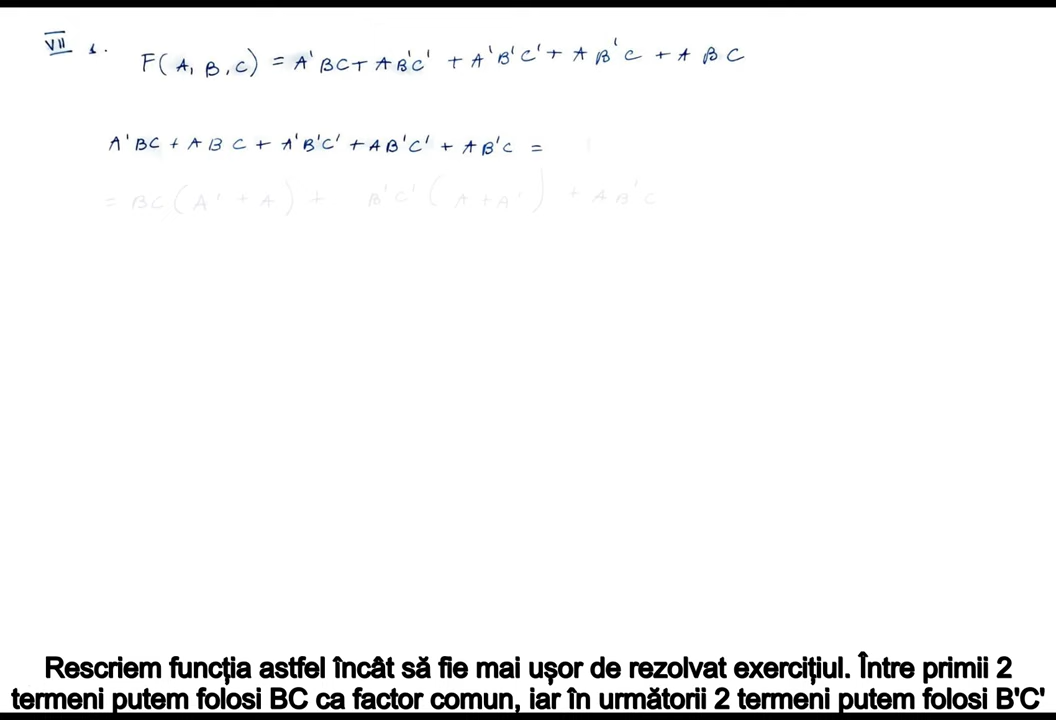 VII 1. F(A, B, C) = A'BC + AB'C' + A'B'C' + AB'C + ABC
A'BC + ABC + A'B'C' + AB'C' + AB'C =
= BC(A' + A) + B'C'(A + A') + AB'C
Rescriem funcția astfel încât să fie mai ușor de rezolvat exercițiul. Între primii 2
termeni putem folosi BC ca factor comun, iar în următorii 2 termeni putem folosi B'C'